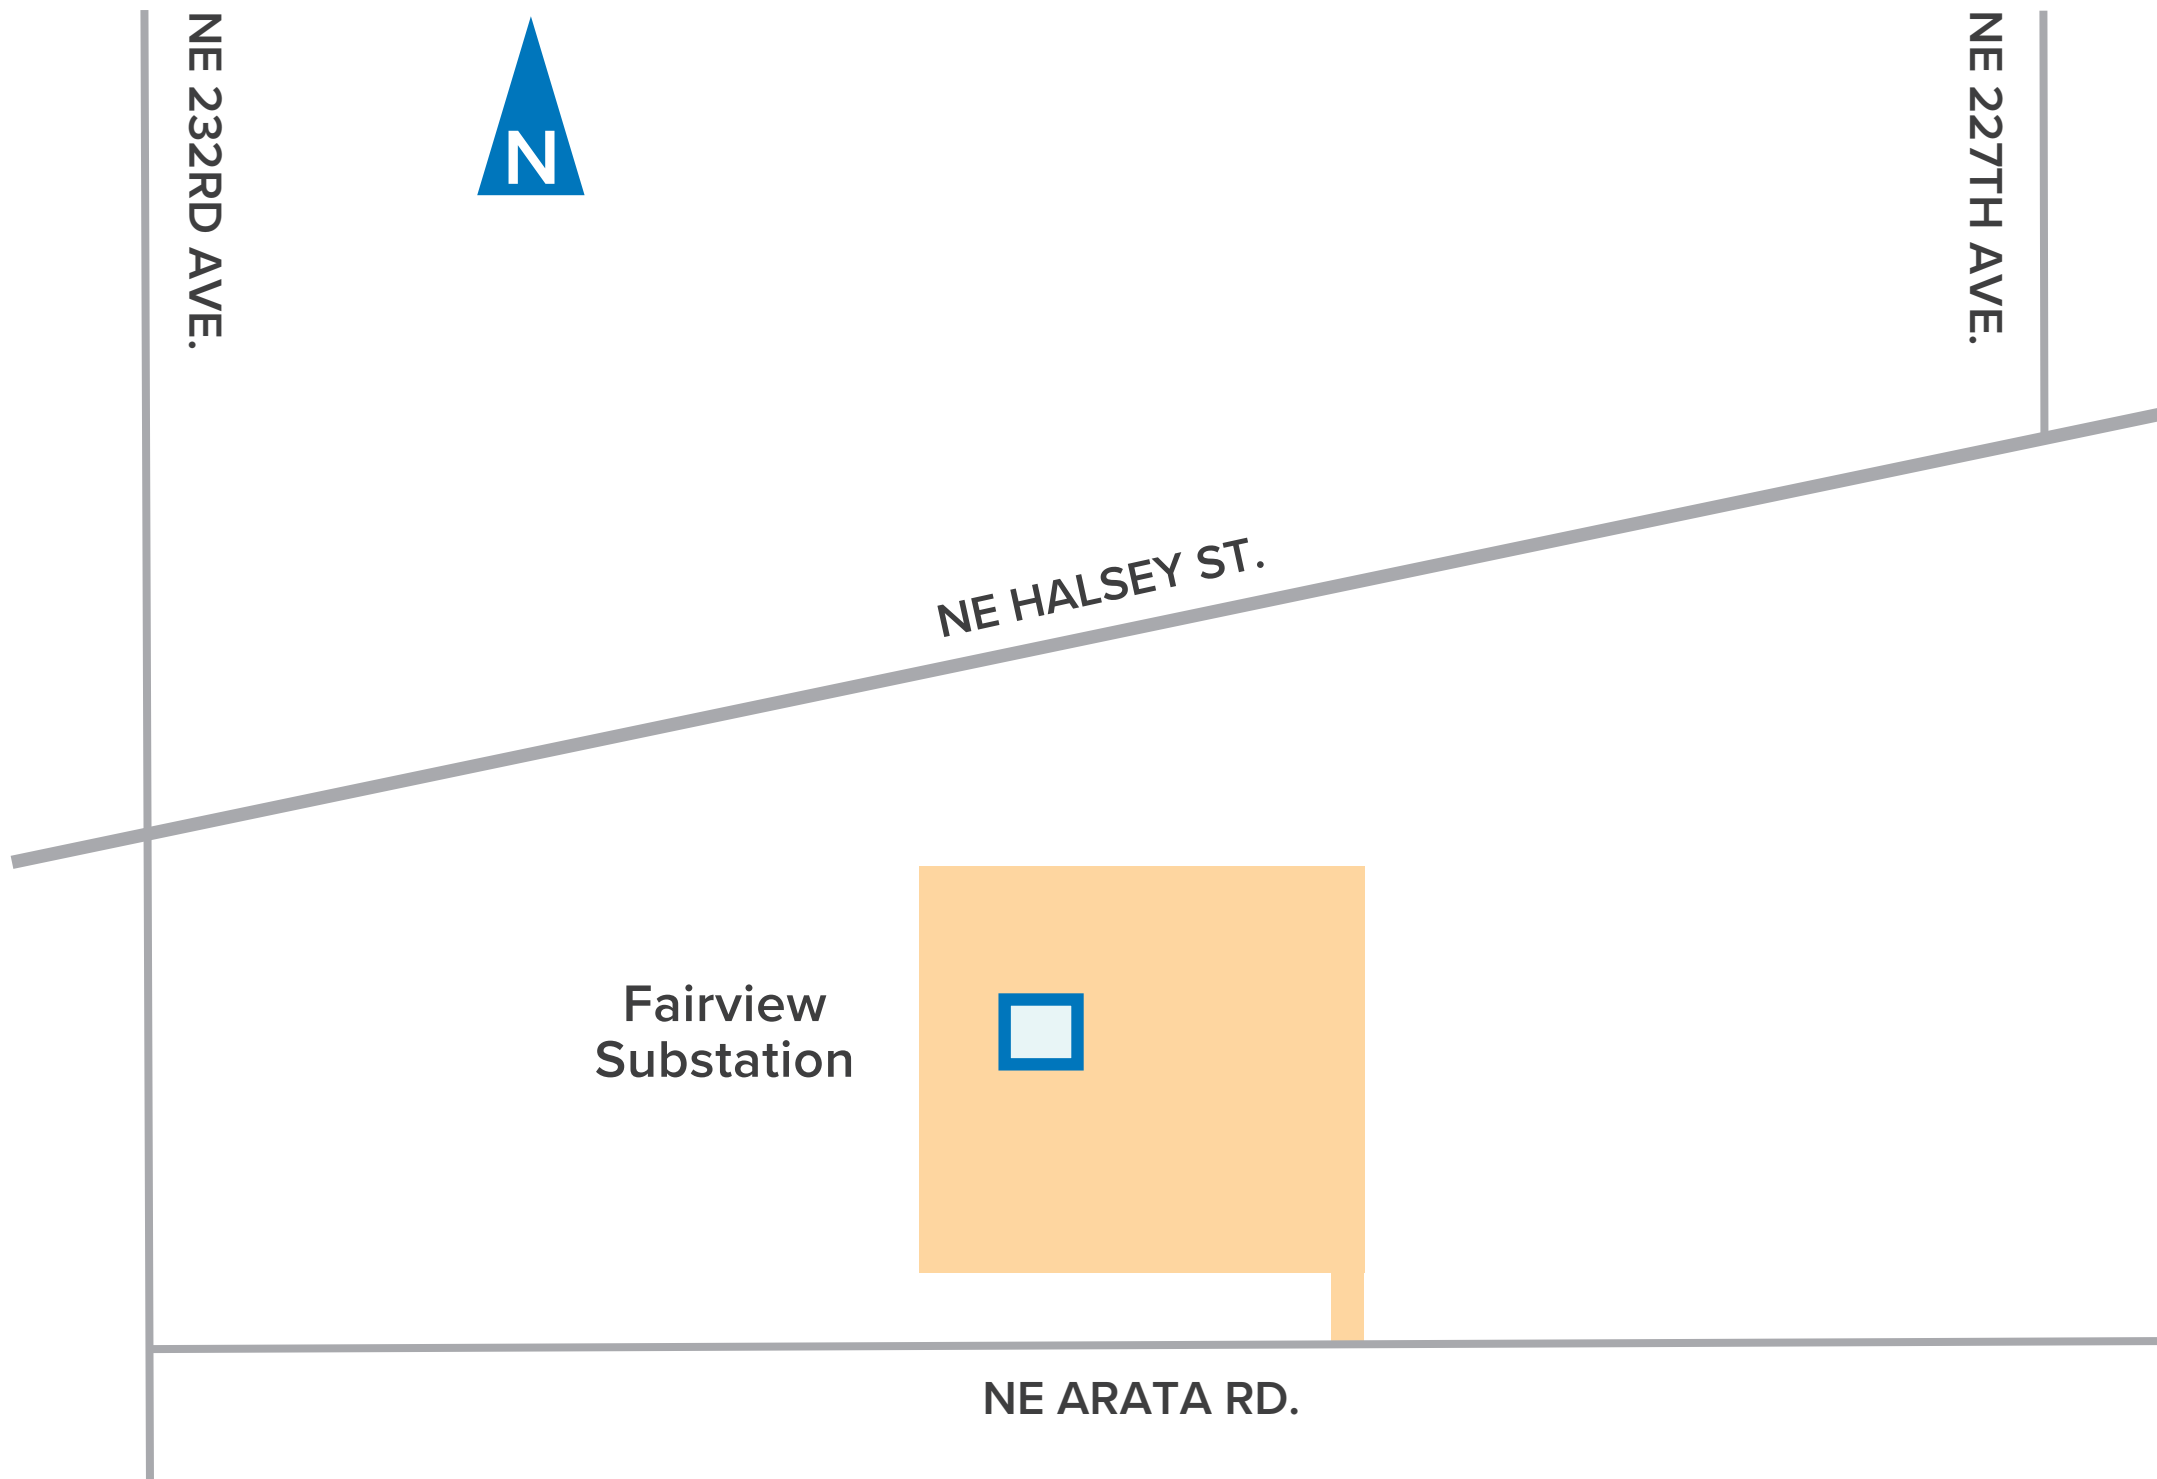 NE 232RD AVE.
N
NE 227TH AVE.
NE HALSEY ST.
Fairview
Substation
NE ARATA RD.